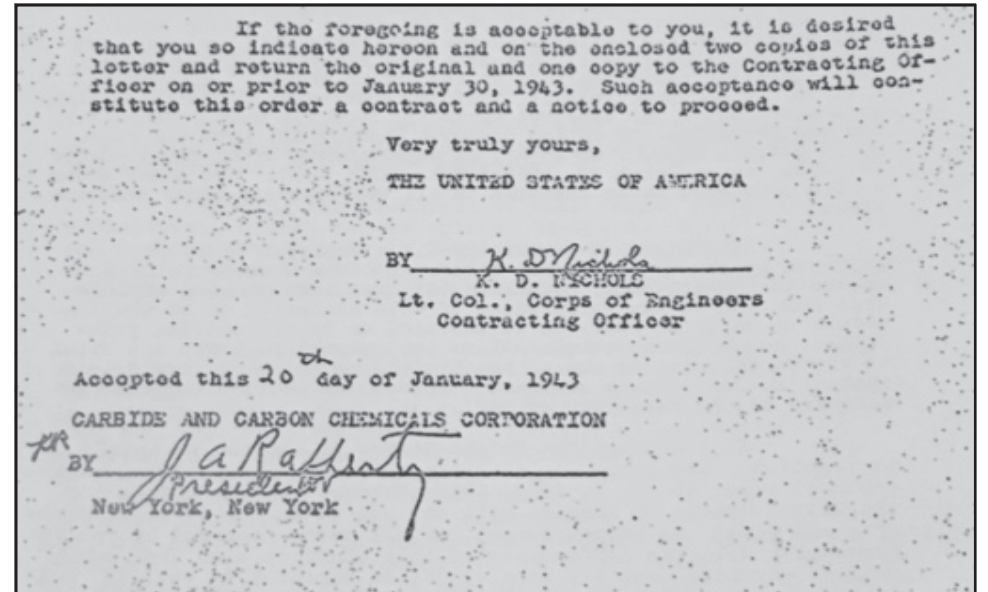 If the foregoing is acceptable to you, it is desired
that you so indicate hereon and on the enclosed two copies of this
letter and return the original and one copy to the Contracting Of-
ficer on or prior to January 30, 1943. Such acceptance will con-
stitute this order a contract and a notice to proceed.
Very truly yours,
THE UNITED STATES OF AMERICA
BY K. D Nichols
K. D. NICHOLS
Lt. Col., Corps of Engineers
Contracting Officer
Accepted this 20th day of January, 1943
CARBIDE AND CARBON CHEMICALS CORPORATION
BY J A Rafferty
President
New York, New York